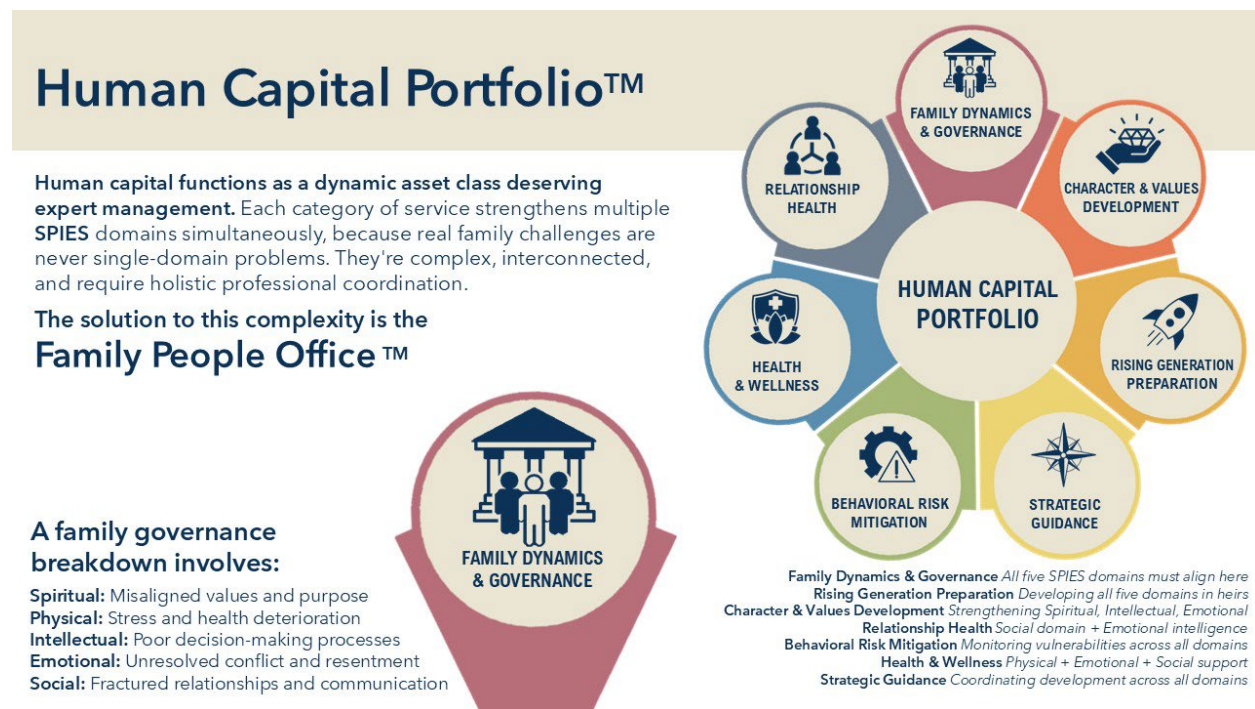 Human Capital Portfolio™
Human capital functions as a dynamic asset class deserving
expert management. Each category of service strengthens multiple
SPIES domains simultaneously, because real family challenges are
never single-domain problems. They're complex, interconnected,
and require holistic professional coordination.
The solution to this complexity is the
Family People Office™
A family governance
breakdown involves:
Spiritual: Misaligned values and purpose
Physical: Stress and health deterioration
Intellectual: Poor decision-making processes
Emotional: Unresolved conflict and resentment
Social: Fractured relationships and communication
FAMILY DYNAMICS
& GOVERNANCE
FAMILY DYNAMICS
& GOVERNANCE
CHARACTER & VALUES
DEVELOPMENT
RISING GENERATION
PREPARATION
STRATEGIC
GUIDANCE
BEHAVIORAL RISK
MITIGATION
HEALTH
& WELLNESS
RELATIONSHIP
HEALTH
HUMAN CAPITAL
PORTFOLIO
Family Dynamics & Governance All five SPIES domains must align here
Rising Generation Preparation Developing all five domains in heirs
Character & Values Development Strengthening Spiritual, Intellectual, Emotional
Relationship Health Social domain + Emotional intelligence
Behavioral Risk Mitigation Monitoring vulnerabilities across all domains
Health & Wellness Physical + Emotional + Social support
Strategic Guidance Coordinating development across all domains